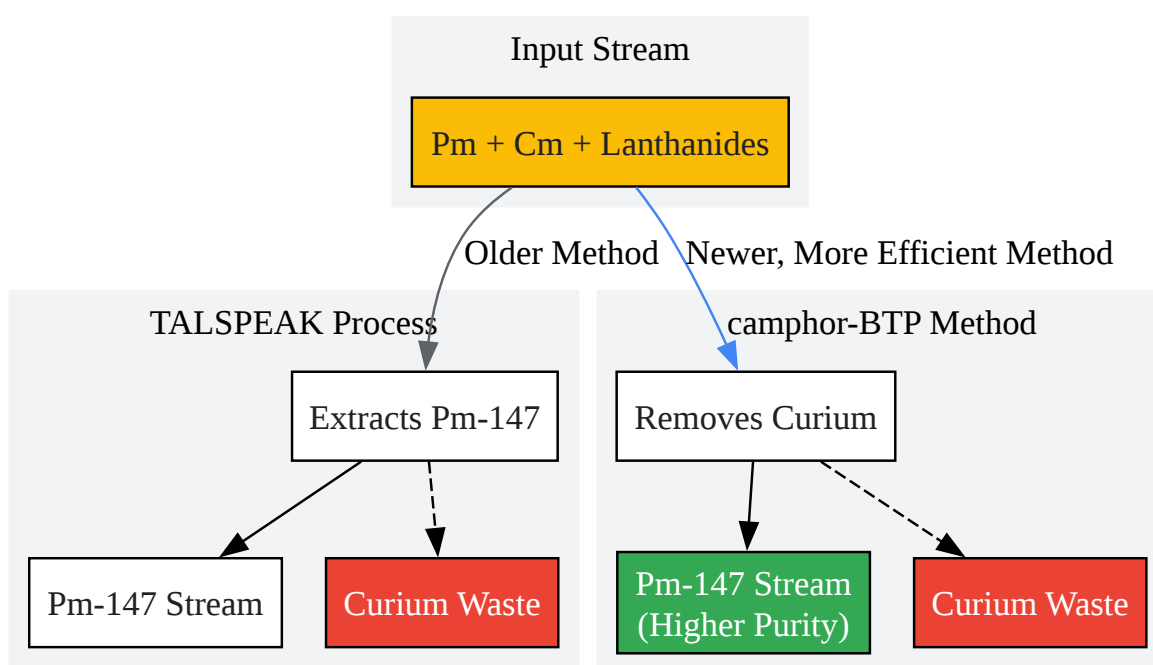 Input Stream
Pm + Cm + Lanthanides
Older Method
Newer, More Efficient Method
TALSPEAK Process
camphor-BTP Method
Extracts Pm-147
Removes Curium
Pm-147 Stream
Curium Waste
Pm-147 Stream
(Higher Purity)
Curium Waste